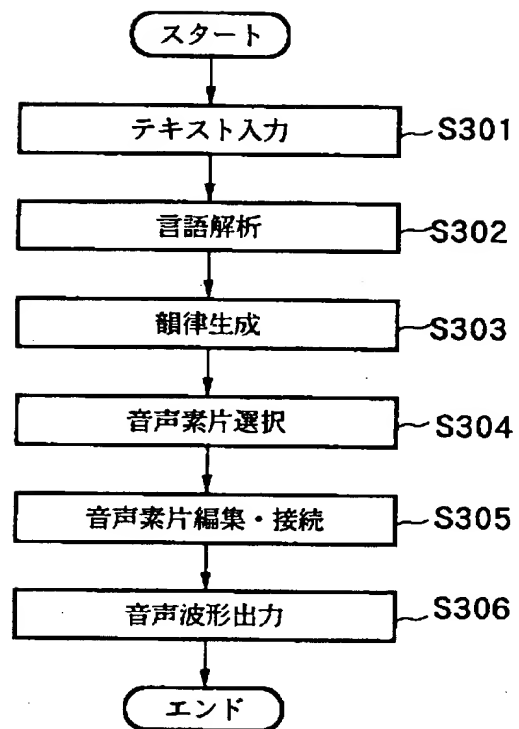 スタート
テキスト入力 S301
言語解析 S302
韻律生成 S303
音声素片選択 S304
音声素片編集・接続 S305
音声波形出力 S306
エンド